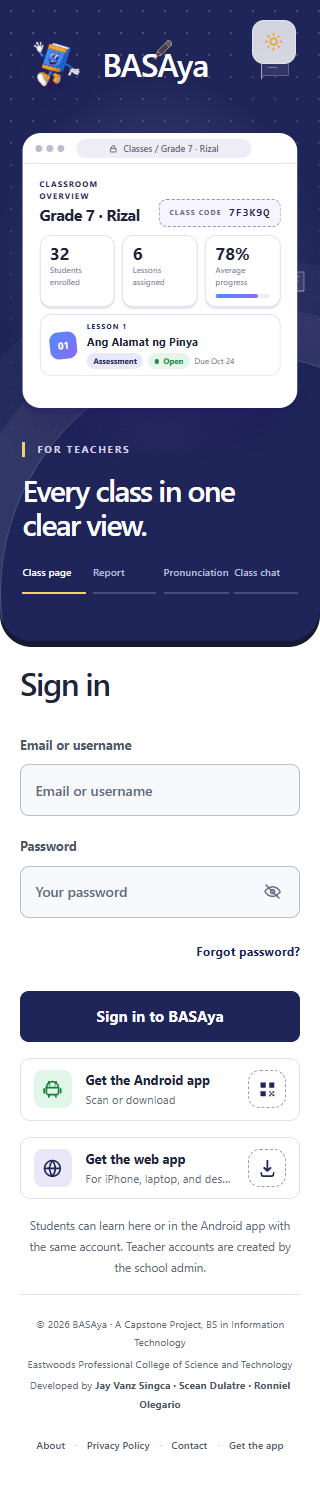 BASAya
Classes / Grade 7 · Rizal
CLASSROOM
OVERVIEW
Grade 7 · Rizal
CLASS CODE 7F3K9Q
32
Students
enrolled
6
Lessons
assigned
78%
Average
progress
01
LESSON 1
Ang Alamat ng Pinya
Assessment
Open
Due Oct 24
FOR TEACHERS
Every class in one
clear view.
Class page
Report
Pronunciation
Class chat
Sign in
Email or username
Email or username
Password
Your password
Forgot password?
Sign in to BASAya
Get the Android app
Scan or download
Get the web app
For iPhone, laptop, and des...
Students can learn here or in the Android app with
the same account. Teacher accounts are created by
the school admin.
© 2026 BASAya · A Capstone Project, BS in Information
Technology
Eastwoods Professional College of Science and Technology
Developed by Jay Vanz Singca · Scean Dulatre · Ronniel
Olegario
About · Privacy Policy · Contact · Get the app